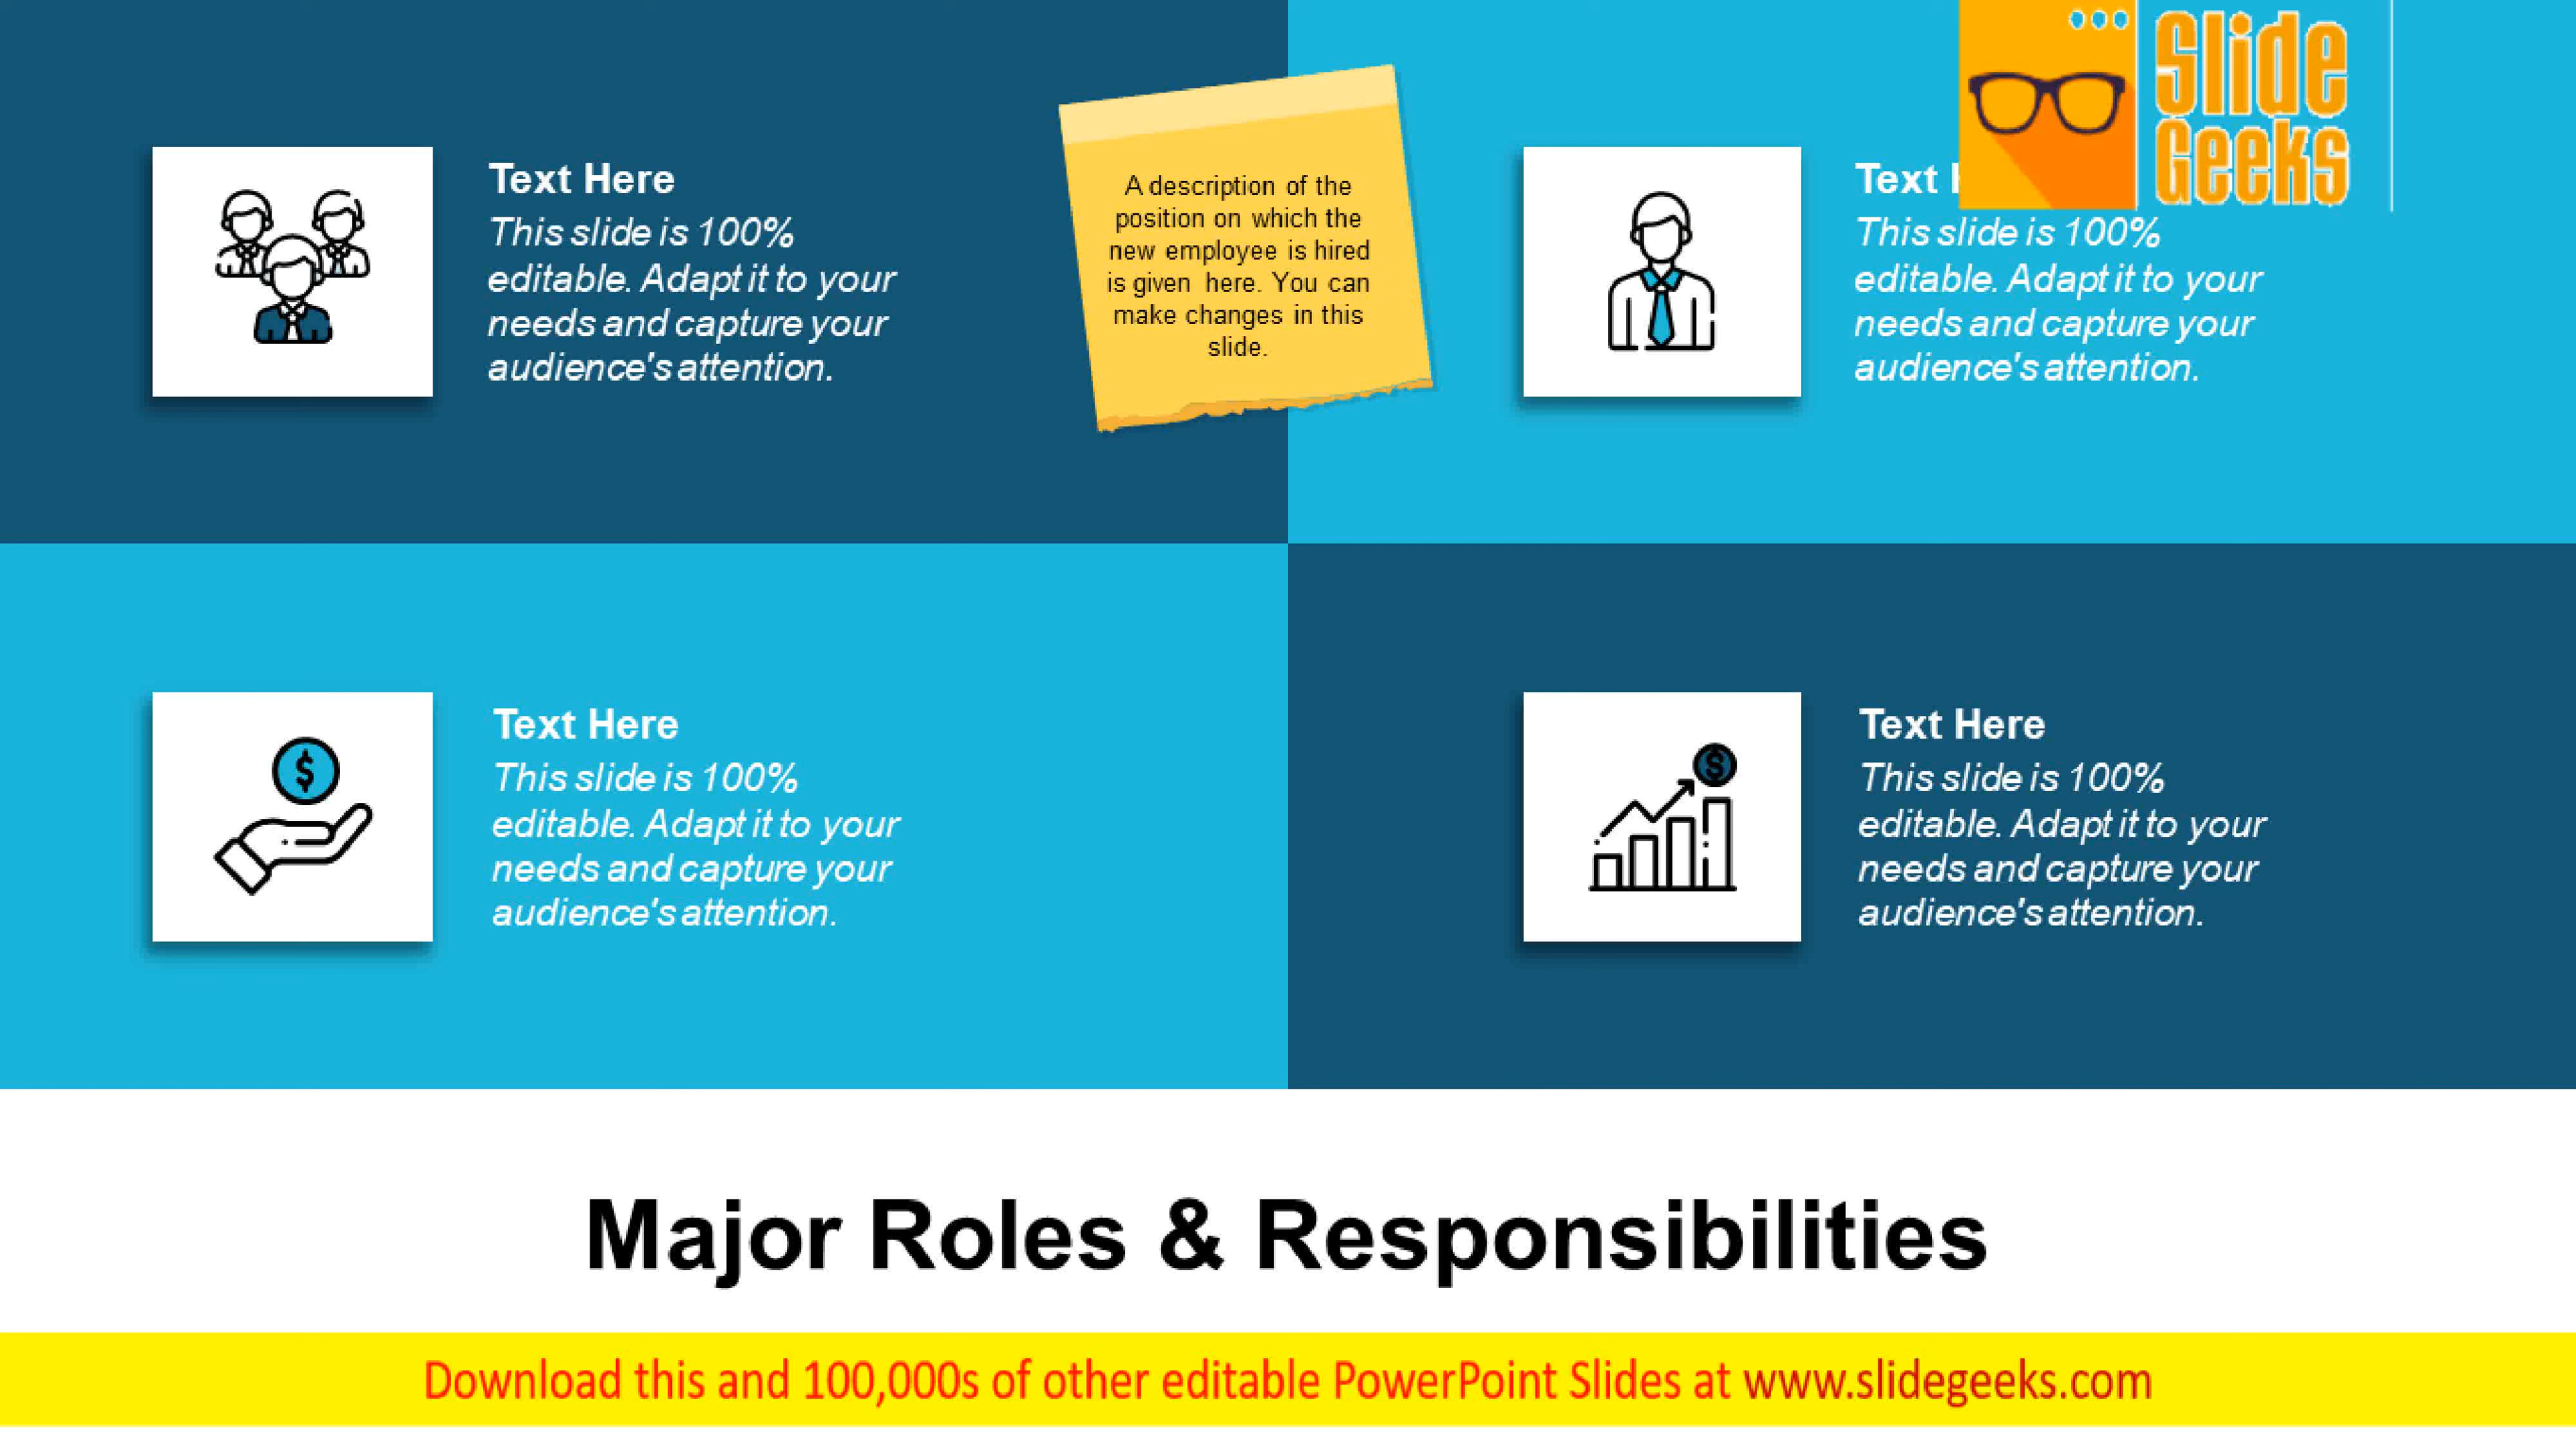 Slide
Geeks
Text Here
This slide is 100%
editable. Adapt it to your
needs and capture your
audience's attention.
A description of the
position on which the
new employee is hired
is given here. You can
make changes in this
slide.
Text
This slide is 100%
editable. Adapt it to your
needs and capture your
audience's attention.
Text Here
This slide is 100%
editable. Adapt it to your
needs and capture your
audience's attention.
Text Here
This slide is 100%
editable. Adapt it to your
needs and capture your
audience's attention.
Major Roles & Responsibilities
Download this and 100,000s of other editable PowerPoint Slides at www.slidegeeks.com